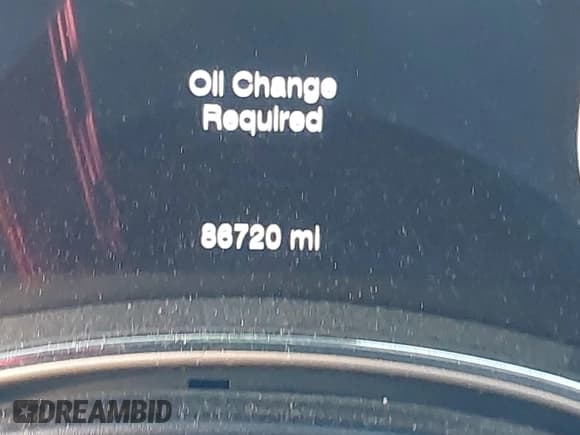 Oil Change
Required
86720 mi
DREAMBID